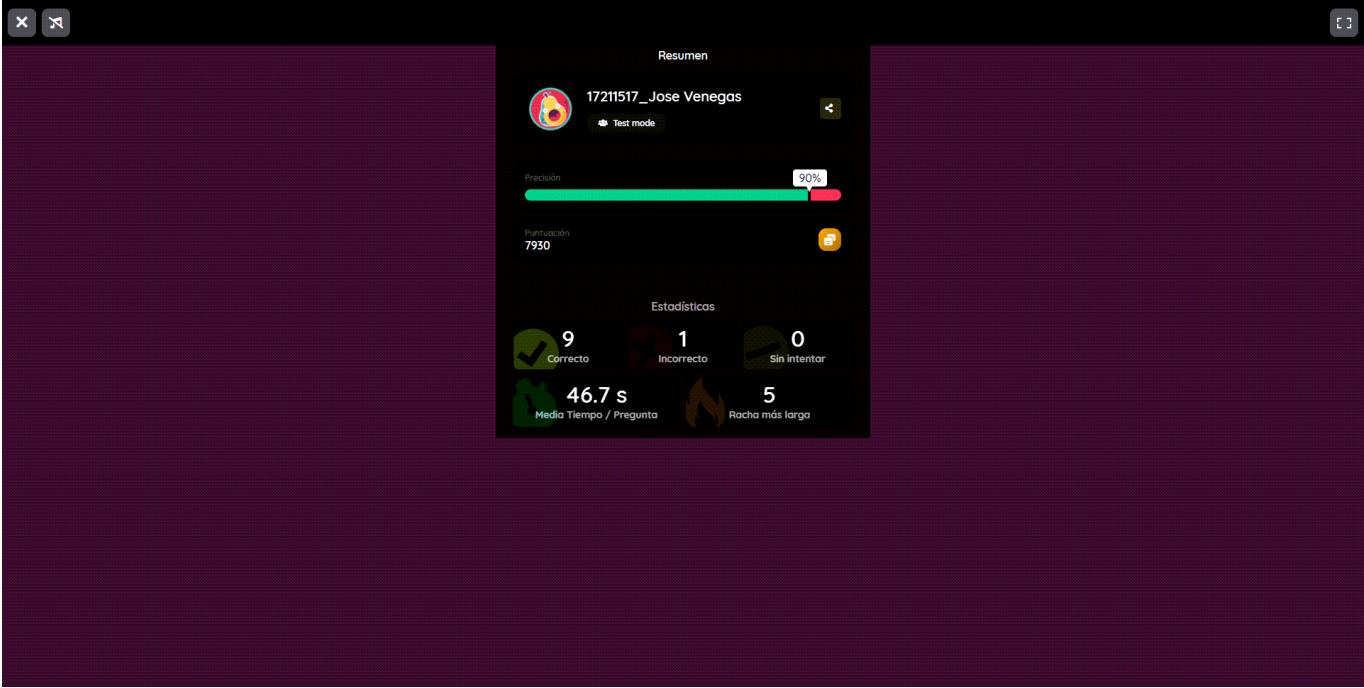 Resumen
17211517_Jose Venegas
Test mode
Precisión
90%
Puntuación
7930
Estadísticas
9
Correcto
1
Incorrecto
0
Sin intentar
46.7 s
Media Tiempo / Pregunta
5
Racha más larga